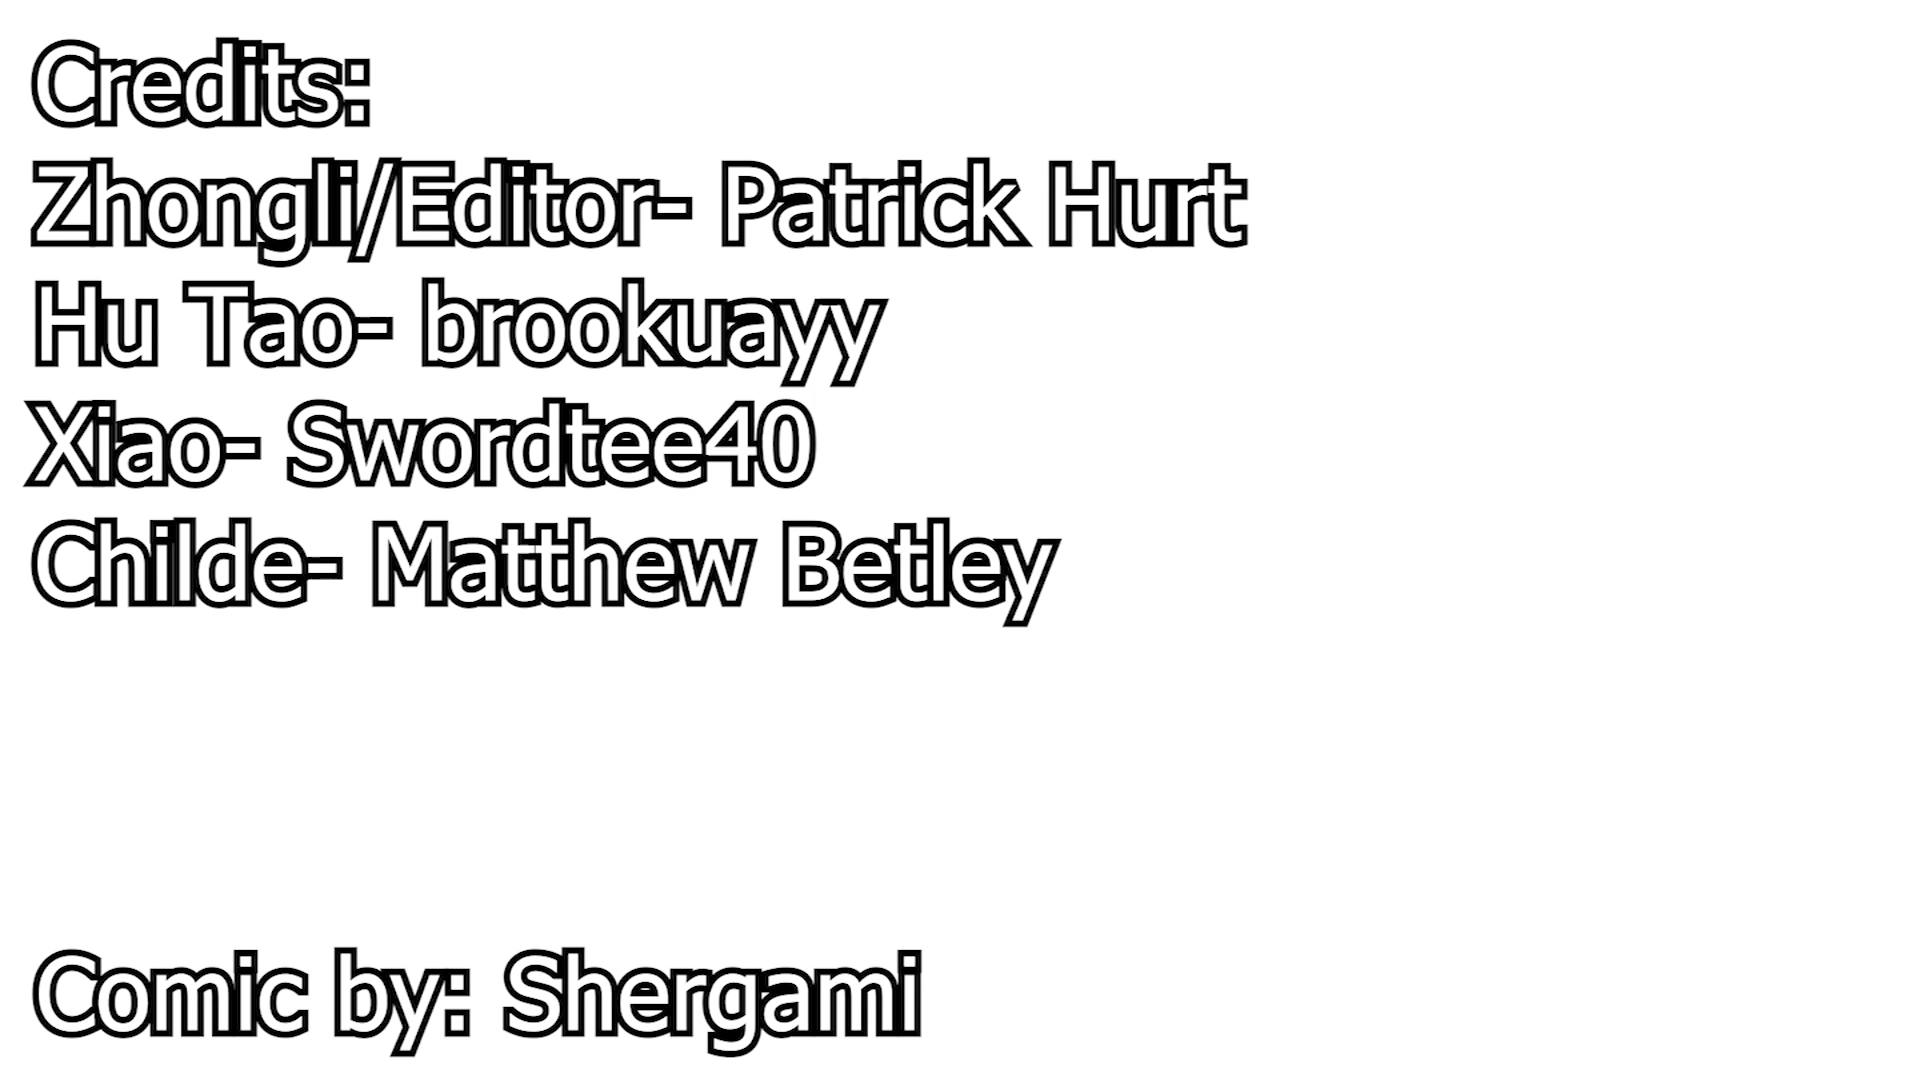 Credits:
Zhongli/Editor- Patrick Hurt
Hu Tao- brookuayy
Xiao- Swordtee40
Childe- Matthew Betley
Comic by: Shergami